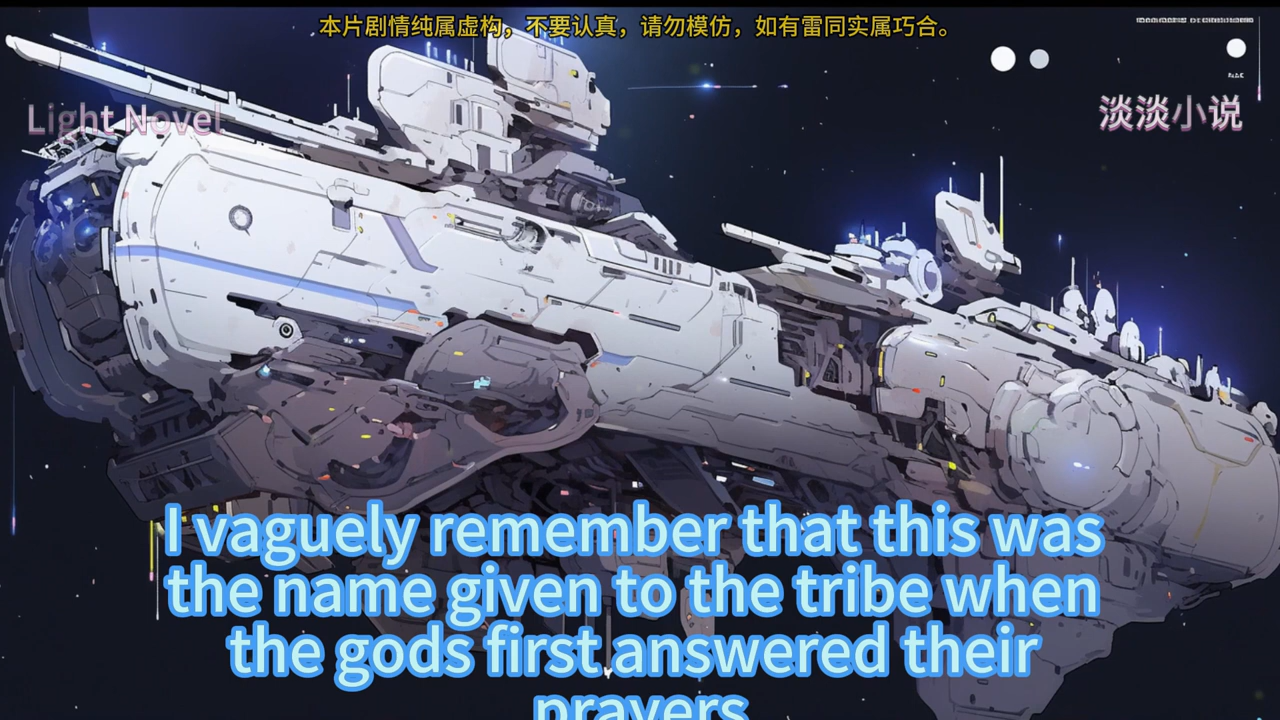 本片剧情纯属虚构，不要认真，请勿模仿，如有雷同实属巧合。
Light Novel
淡淡小说
I vaguely remember that this was
the name given to the tribe when
the gods first answered their
prayers